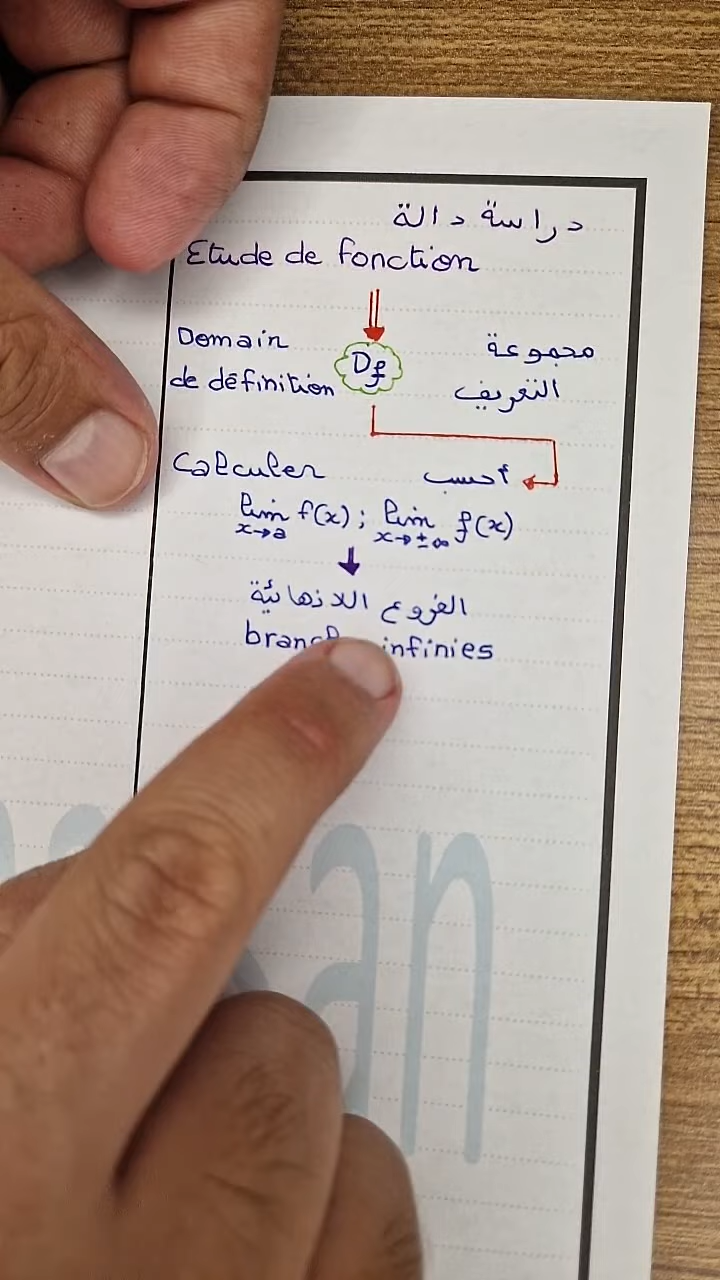 دراسة دالة
Etude de fonction
Domain
de définition
Df
مجموعة
التعريف
Calculer
أحسب
lim f(x) ; lim f(x)
x→a x→±∞
الفروع اللانهائية
infinies